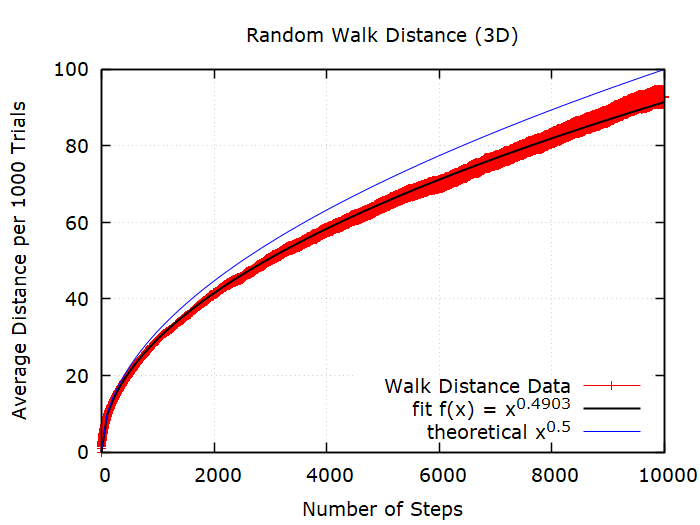 Random Walk Distance (3D)
Average Distance per 1000 Trials
100
80
60
40
20
0
Walk Distance Data
fit f(x) = x^0.4903
theoretical x^0.5
0 2000 4000 6000 8000 10000
Number of Steps